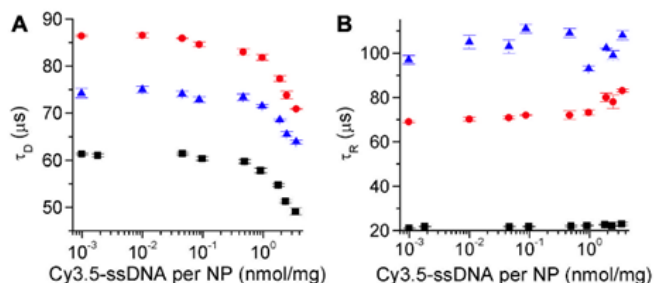 A
B
90
80
70
60
50
τD (μs)
10-3 10-2 10-1 100
Cy3.5-ssDNA per NP (nmol/mg)
100
80
60
40
20
τR (μs)
10-3 10-2 10-1 100
Cy3.5-ssDNA per NP (nmol/mg)